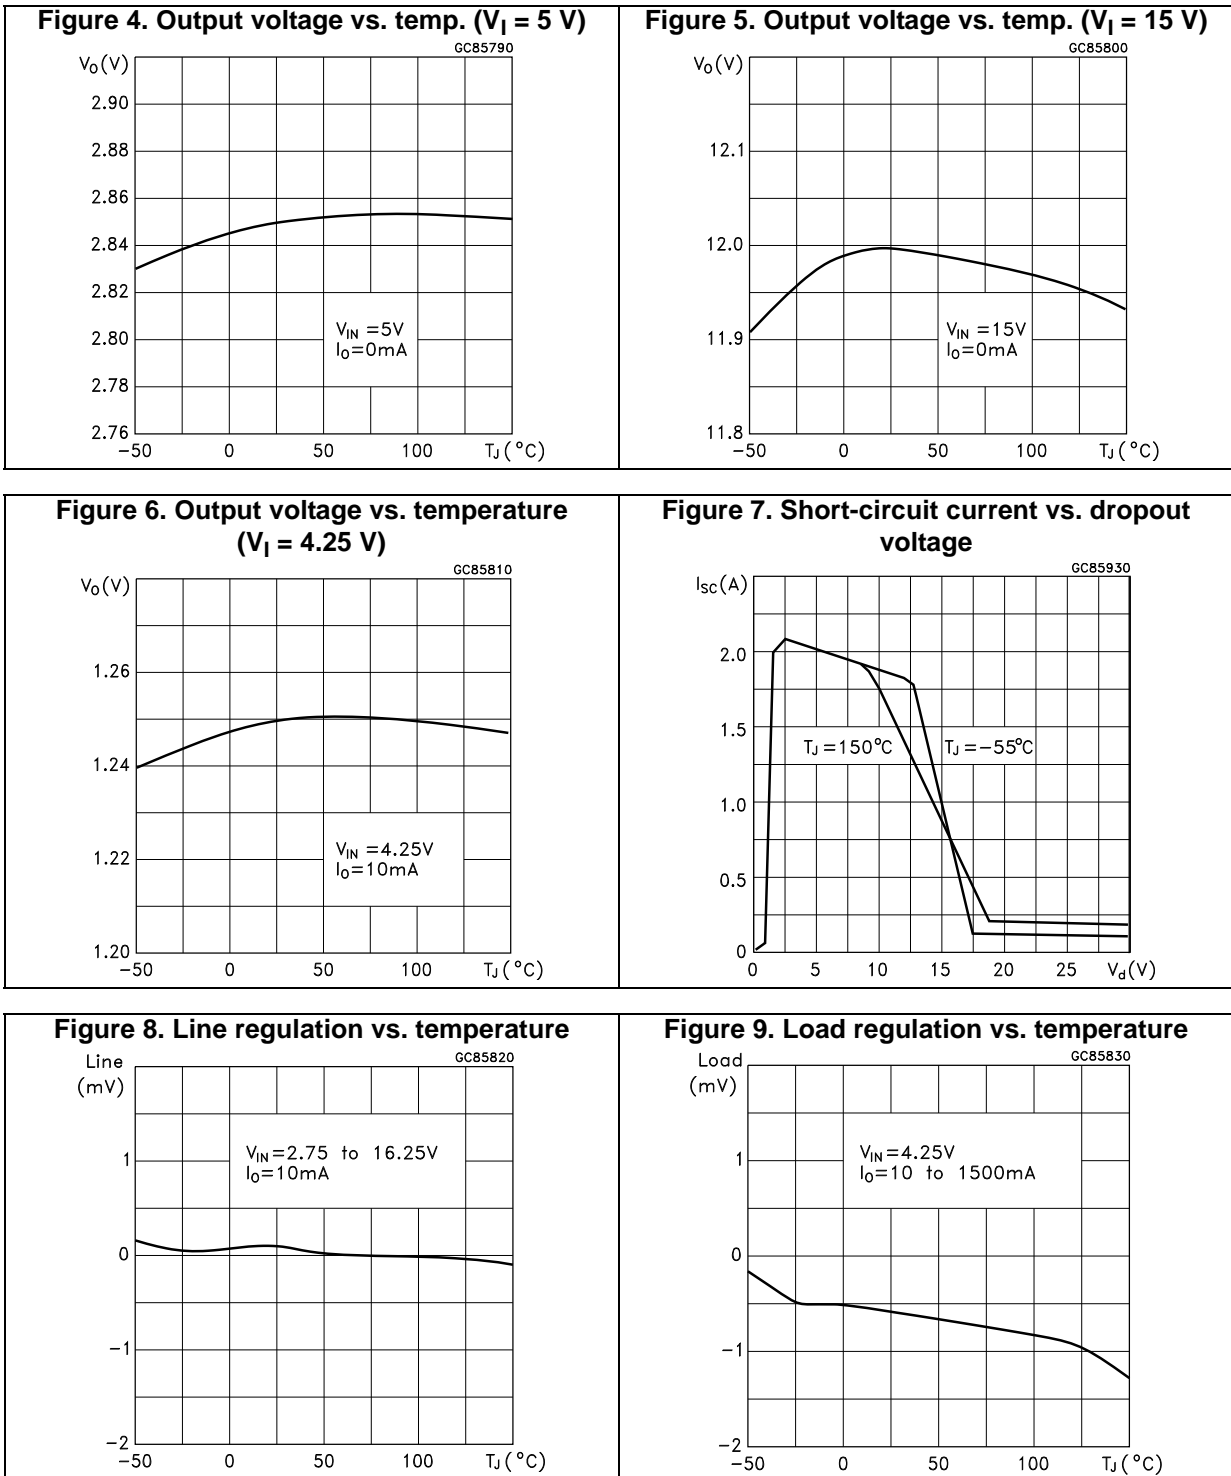 Figure 4. Output voltage vs. temp. (VI = 5 V)
GC85790
VO(V)
2.90
2.88
2.86
2.84
2.82
2.80
2.78
2.76
VIN =5V
IO=0mA
-50 0 50 100 TJ(°C)
Figure 5. Output voltage vs. temp. (VI = 15 V)
GC85800
VO(V)
12.1
12.0
11.9
11.8
VIN =15V
IO=0mA
-50 0 50 100 TJ(°C)
Figure 6. Output voltage vs. temperature
(VI = 4.25 V)
GC85810
VO(V)
1.26
1.24
1.22
1.20
VIN =4.25V
IO=10mA
-50 0 50 100 TJ(°C)
Figure 7. Short-circuit current vs. dropout
voltage
GC85930
ISC(A)
2.0
1.5
1.0
0.5
0
TJ=150°C TJ=-55°C
0 5 10 15 20 25 Vd(V)
Figure 8. Line regulation vs. temperature
GC85820
Line
(mV)
1
0
-1
-2
VIN=2.75 to 16.25V
IO=10mA
-50 0 50 100 TJ(°C)
Figure 9. Load regulation vs. temperature
GC85830
Load
(mV)
1
0
-1
-2
VIN=4.25V
IO=10 to 1500mA
-50 0 50 100 TJ(°C)